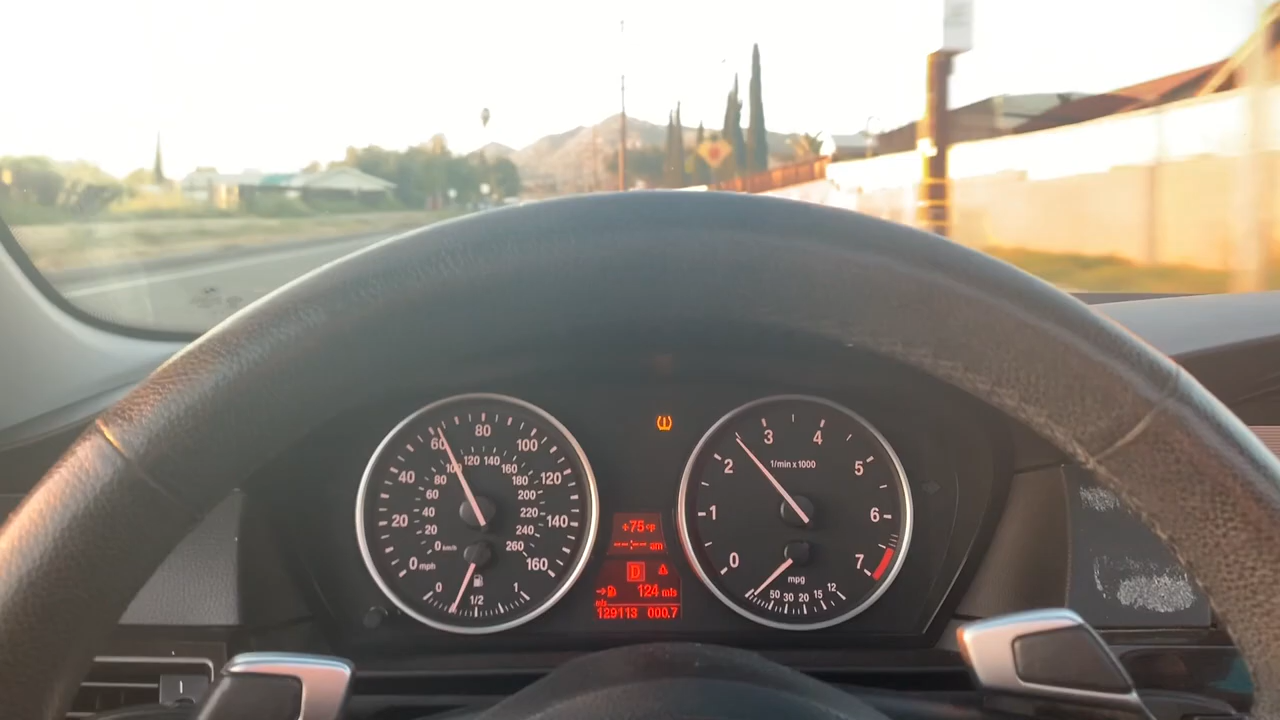 0 mph 20 40 60 80 100 120 140 160
0 km/h 20 40 60 80 100 120 140 160 180 200 220 240 260
0 1/2 1
+75°F
--:-- am
D
124 mls
mls
129113 000.7
0 1 2 3 4 5 6 7
1/min x 1000
mpg
50 30 20 15 12